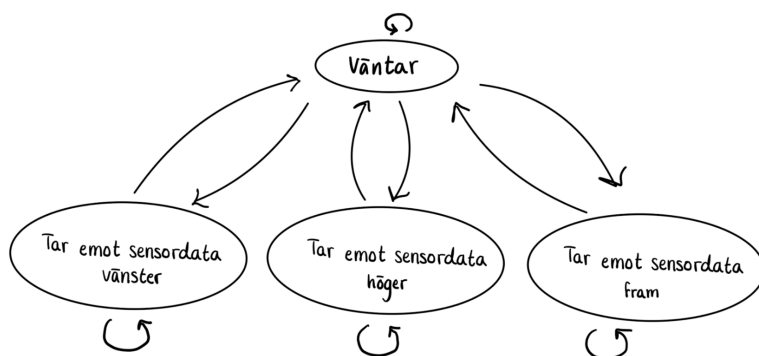 Väntar
Tar emot sensordata
vänster
Tar emot sensordata
höger
Tar emot sensordata
fram